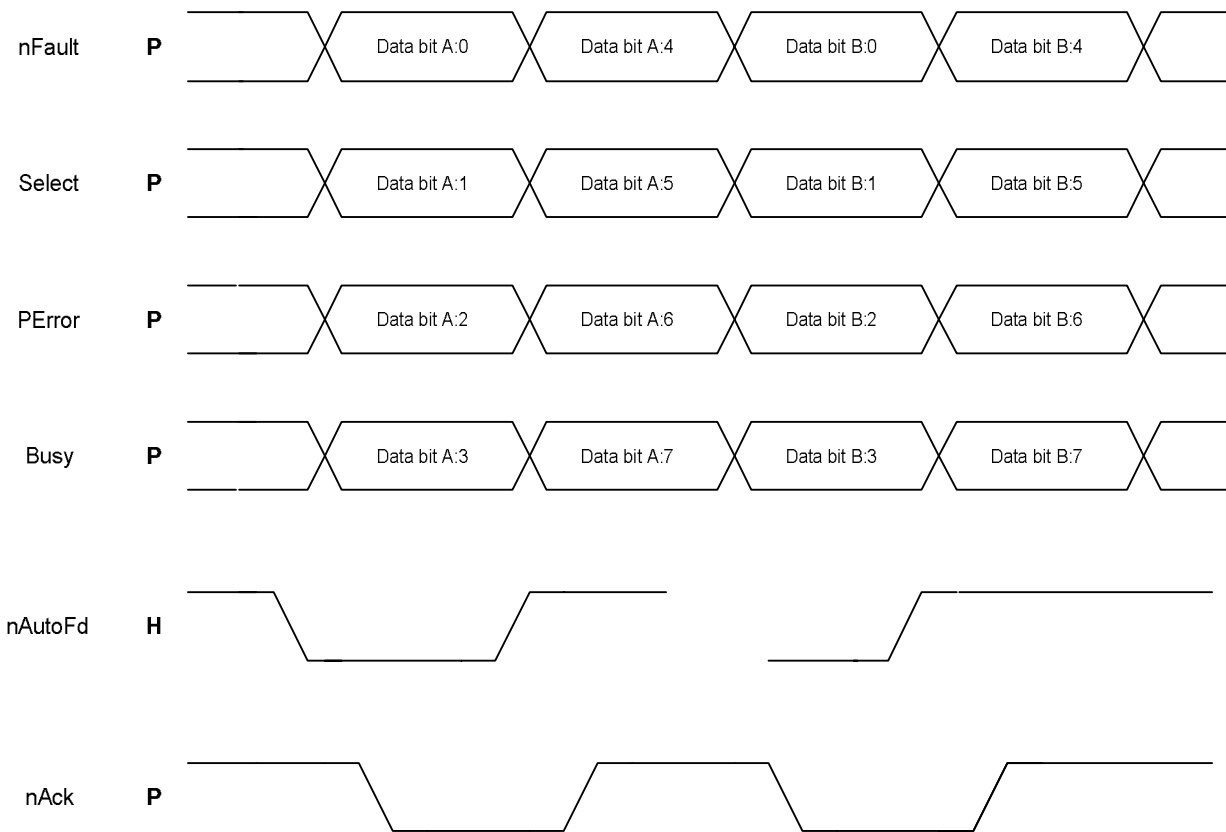 nFault P Data bit A:0 Data bit A:4 Data bit B:0 Data bit B:4
Select P Data bit A:1 Data bit A:5 Data bit B:1 Data bit B:5
PError P Data bit A:2 Data bit A:6 Data bit B:2 Data bit B:6
Busy P Data bit A:3 Data bit A:7 Data bit B:3 Data bit B:7
nAutoFd H
nAck P